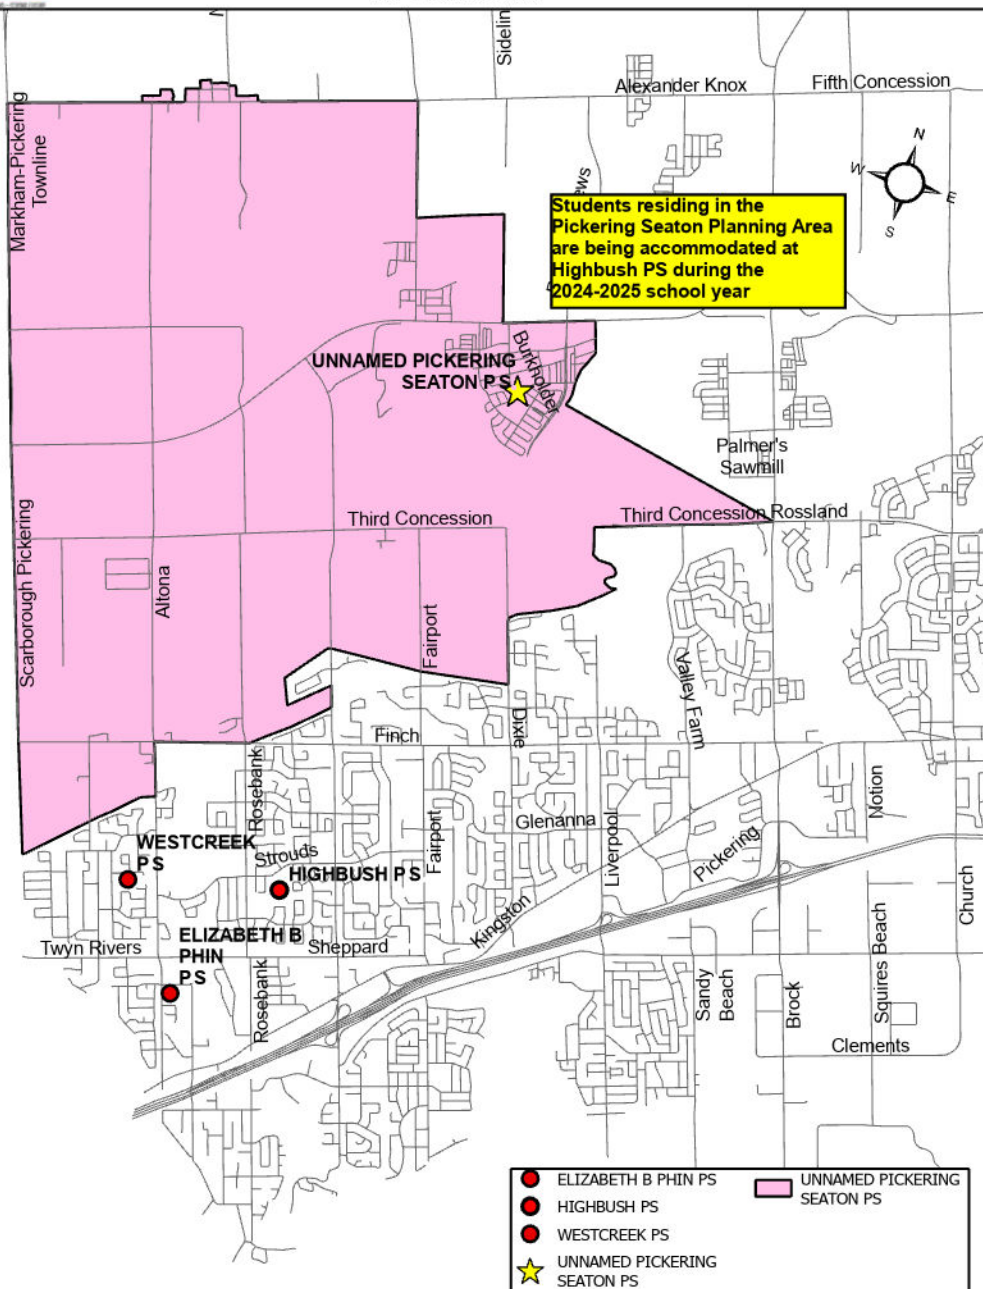 Sidelin
Alexander Knox
Fifth Concession
Markham-Pickering
Townline
N
W
E
S
ews
Students residing in the
Pickering Seaton Planning Area
are being accommodated at
Highbush PS during the
2024-2025 school year
UNNAMED PICKERING
SEATON PS
Burkholder
Palmer's
Sawmill
Third Concession
Third Concession
Rossland
Scarborough Pickering
Altona
Fairport
Valley Farm
Dixie
Finch
Rosebank
Notion
Glenanna
Fairport
Liverpool
Pickering
WESTCREEK
PS
Strouds
HIGHBUSH PS
Church
Kingston
ELIZABETH B
PHIN
PS
Twyn Rivers
Sheppard
Rosebank
Sandy
Beach
Brock
Squires Beach
Clements
ELIZABETH B PHIN PS
HIGHBUSH PS
WESTCREEK PS
UNNAMED PICKERING
SEATON PS
UNNAMED PICKERING
SEATON PS